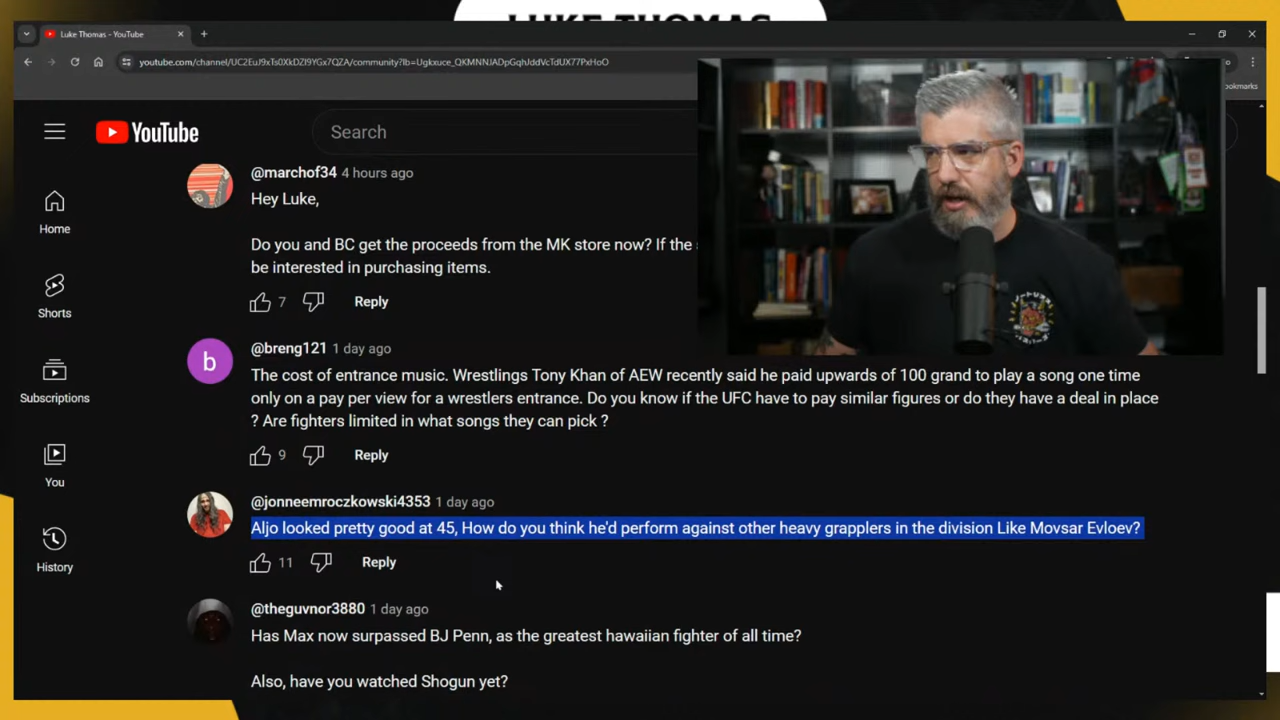 LUKE THOMAS
Luke Thomas - YouTube
youtube.com/channel/UC2EuJ9xTs0XkDZI9YGx7QZA/community?lb=Ugkxuce_QKMNNJADpGqhJddVcTdUX77PxHoO
ookmarks
YouTube
Search
@marchof34 4 hours ago
Hey Luke,
Do you and BC get the proceeds from the MK store now? If the s
be interested in purchasing items.
7 Reply
@breng121 1 day ago
b
The cost of entrance music. Wrestlings Tony Khan of AEW recently said he paid upwards of 100 grand to play a song one time
only on a pay per view for a wrestlers entrance. Do you know if the UFC have to pay similar figures or do they have a deal in place
? Are fighters limited in what songs they can pick ?
9 Reply
@jonneemroczkowski4353 1 day ago
Aljo looked pretty good at 45, How do you think he'd perform against other heavy grapplers in the division Like Movsar Evloev?
11 Reply
@theguvnor3880 1 day ago
Has Max now surpassed BJ Penn, as the greatest hawaiian fighter of all time?
Also, have you watched Shogun yet?
Home
Shorts
Subscriptions
You
History